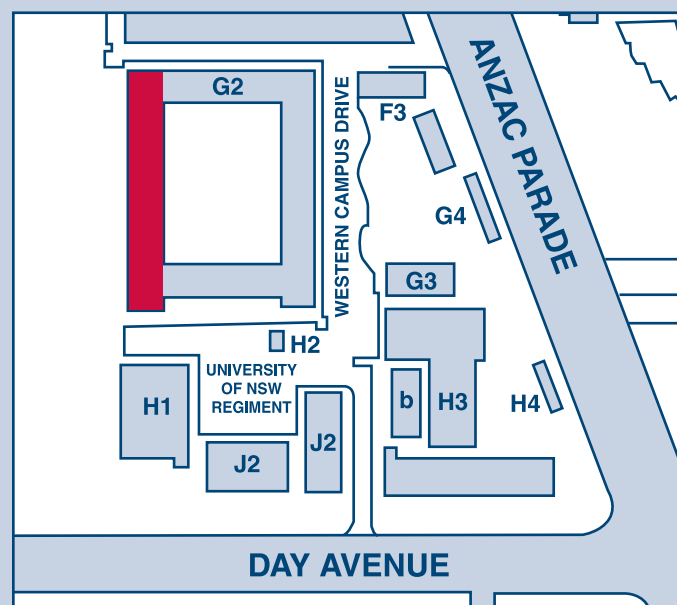 G2
WESTERN CAMPUS DRIVE
F3
ANZAC PARADE
G4
G3
H2
UNIVERSITY
OF NSW
REGIMENT
H1
b
H3
H4
J2
J2
DAY AVENUE